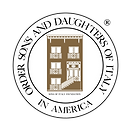 ORDER SONS AND DAUGHTERS OF ITALY
IN AMERICA
®